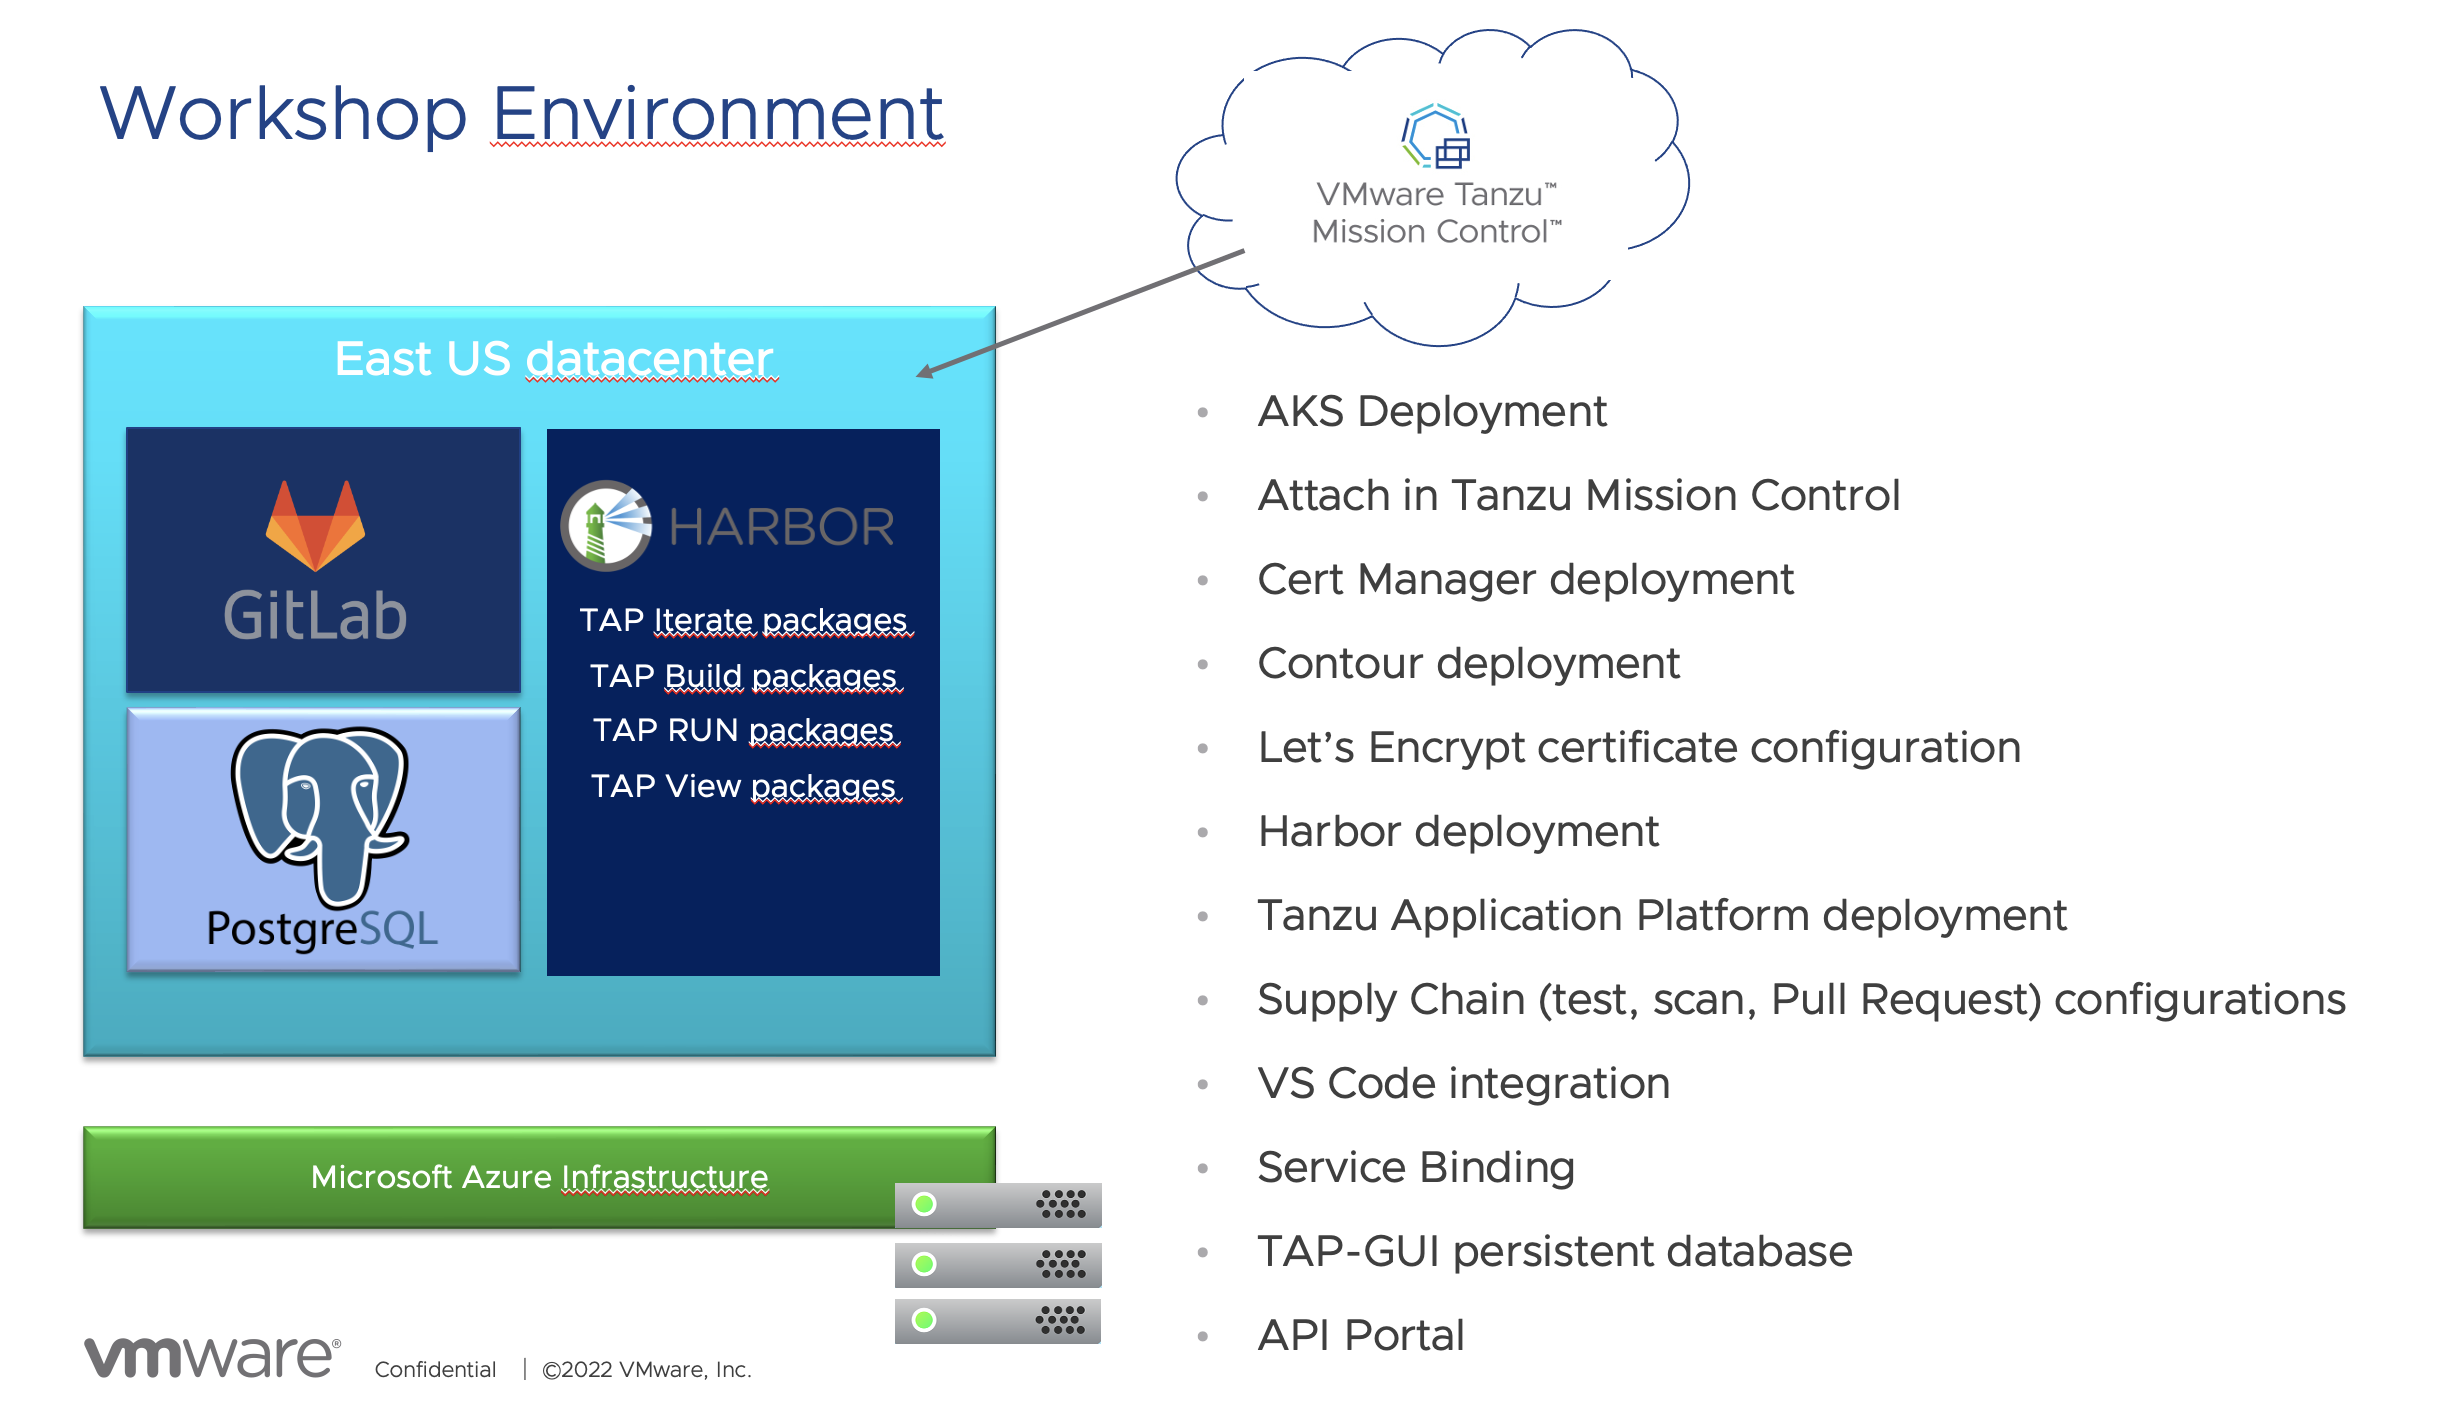 Workshop Environment
VMware Tanzu™
Mission Control™
East US datacenter
GitLab
PostgreSQL
HARBOR
TAP Iterate packages
TAP Build packages
TAP RUN packages
TAP View packages
Microsoft Azure Infrastructure
• AKS Deployment
• Attach in Tanzu Mission Control
• Cert Manager deployment
• Contour deployment
• Let’s Encrypt certificate configuration
• Harbor deployment
• Tanzu Application Platform deployment
• Supply Chain (test, scan, Pull Request) configurations
• VS Code integration
• Service Binding
• TAP-GUI persistent database
• API Portal
vmware®
Confidential | ©2022 VMware, Inc.